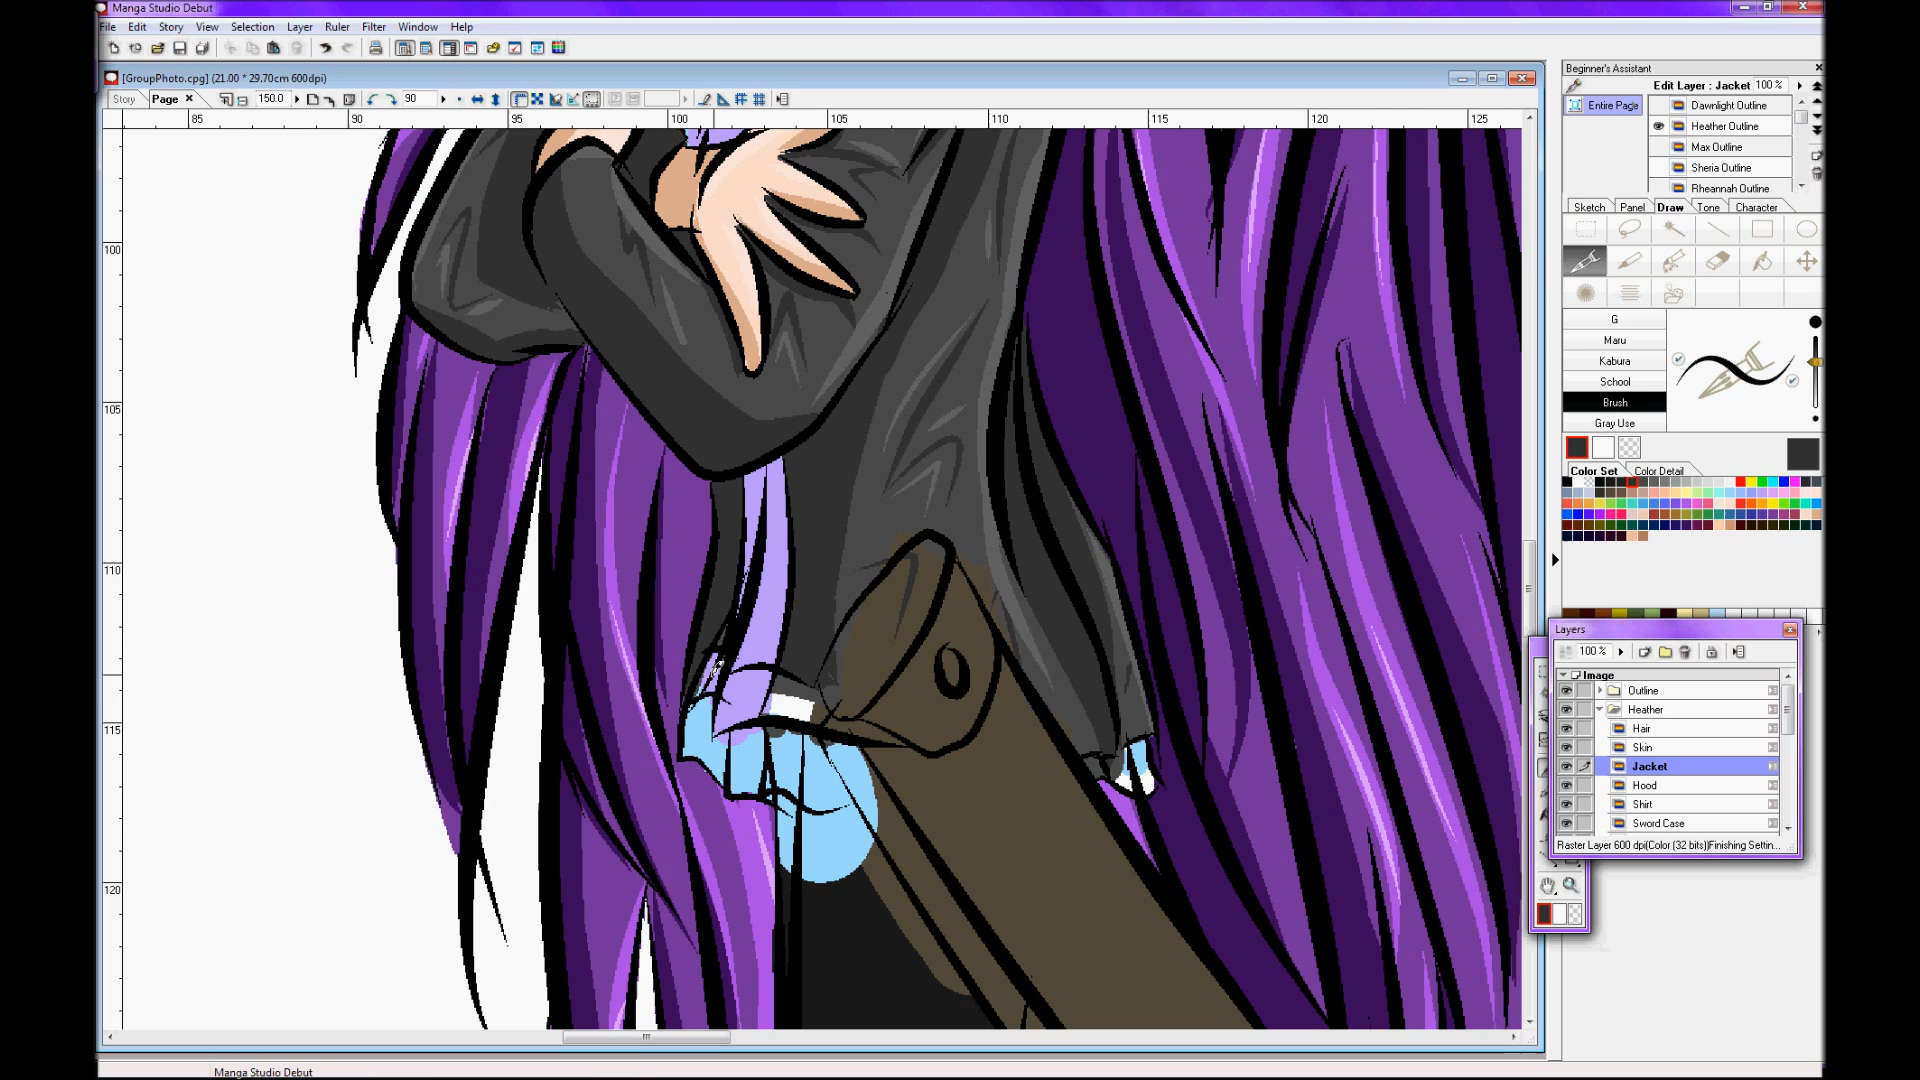 Manga Studio Debut
File Edit Story View Selection Layer Ruler Filter Window Help
[GroupPhoto.cpg] (21.00 * 29.70cm 600dpi)
Story Page 150.0 90
85 90 95 100 105 110 115 120 125
100
105
110
115
120
Beginner's Assistant
Edit Layer : Jacket 100 %
Entire Page
Dawnlight Outline
Heather Outline
Max Outline
Sheria Outline
Rheannah Outline
Sketch Panel Draw Tone Character
G
Maru
Kabura
School
Brush
Gray Use
Color Set Color Detail
Layers
100 %
Image
Outline
Heather
Hair
Skin
Jacket
Hood
Shirt
Sword Case
Raster Layer 600 dpi(Color (32 bits))Finishing Settin...
Manga Studio Debut